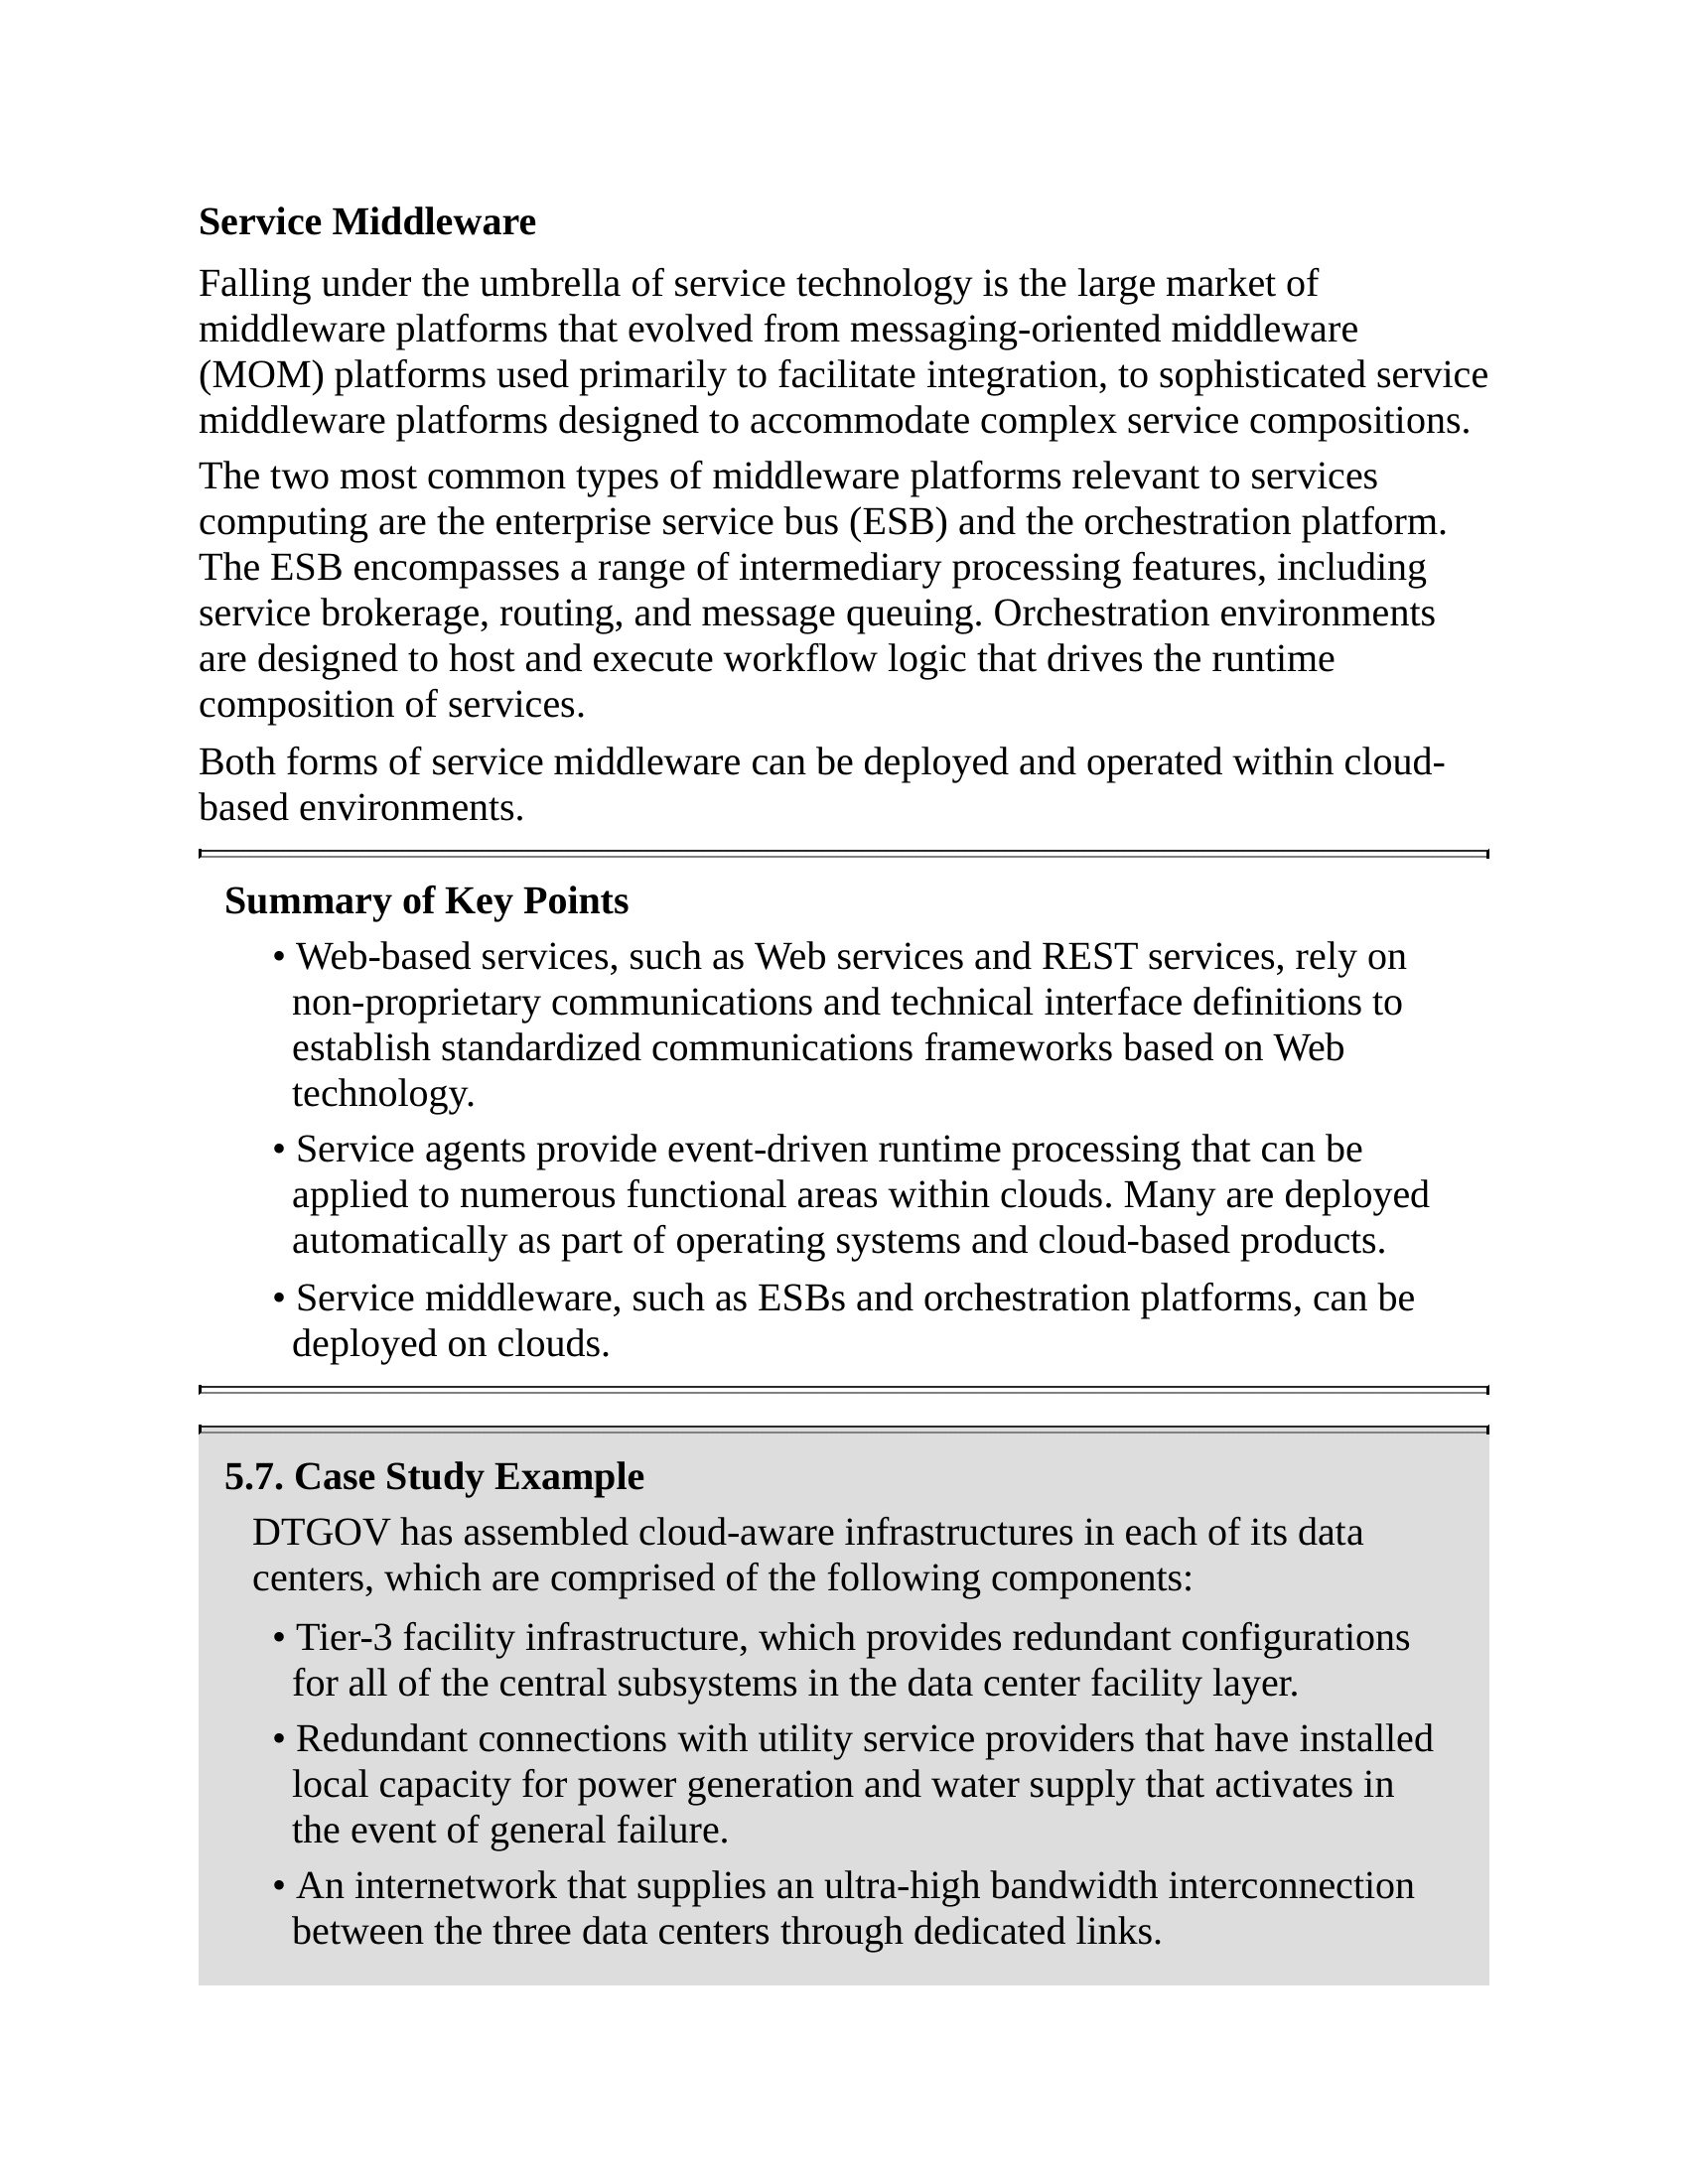 Service Middleware
Falling under the umbrella of service technology is the large market of
middleware platforms that evolved from messaging-oriented middleware
(MOM) platforms used primarily to facilitate integration, to sophisticated service
middleware platforms designed to accommodate complex service compositions.
The two most common types of middleware platforms relevant to services
computing are the enterprise service bus (ESB) and the orchestration platform.
The ESB encompasses a range of intermediary processing features, including
service brokerage, routing, and message queuing. Orchestration environments
are designed to host and execute workflow logic that drives the runtime
composition of services.
Both forms of service middleware can be deployed and operated within cloud-
based environments.
Summary of Key Points
• Web-based services, such as Web services and REST services, rely on
non-proprietary communications and technical interface definitions to
establish standardized communications frameworks based on Web
technology.
• Service agents provide event-driven runtime processing that can be
applied to numerous functional areas within clouds. Many are deployed
automatically as part of operating systems and cloud-based products.
• Service middleware, such as ESBs and orchestration platforms, can be
deployed on clouds.
5.7. Case Study Example
DTGOV has assembled cloud-aware infrastructures in each of its data
centers, which are comprised of the following components:
• Tier-3 facility infrastructure, which provides redundant configurations
for all of the central subsystems in the data center facility layer.
• Redundant connections with utility service providers that have installed
local capacity for power generation and water supply that activates in
the event of general failure.
• An internetwork that supplies an ultra-high bandwidth interconnection
between the three data centers through dedicated links.